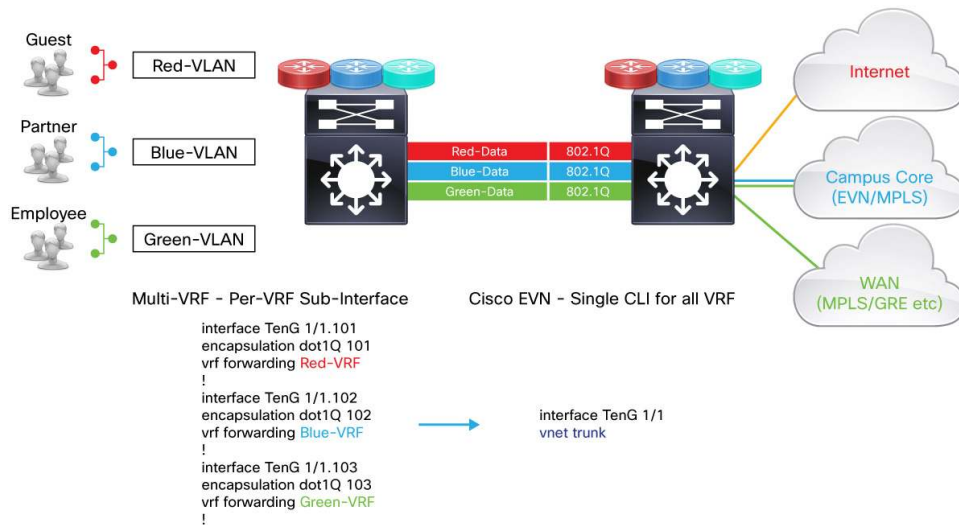 Guest
Red-VLAN
Partner
Blue-VLAN
Employee
Green-VLAN
Red-Data 802.1Q
Blue-Data 802.1Q
Green-Data 802.1Q
Internet
Campus Core
(EVN/MPLS)
WAN
(MPLS/GRE etc)
Multi-VRF - Per-VRF Sub-Interface
interface TenG 1/1.101
encapsulation dot1Q 101
vrf forwarding Red-VRF
!
interface TenG 1/1.102
encapsulation dot1Q 102
vrf forwarding Blue-VRF
!
interface TenG 1/1.103
encapsulation dot1Q 103
vrf forwarding Green-VRF
!
Cisco EVN - Single CLI for all VRF
interface TenG 1/1
vnet trunk